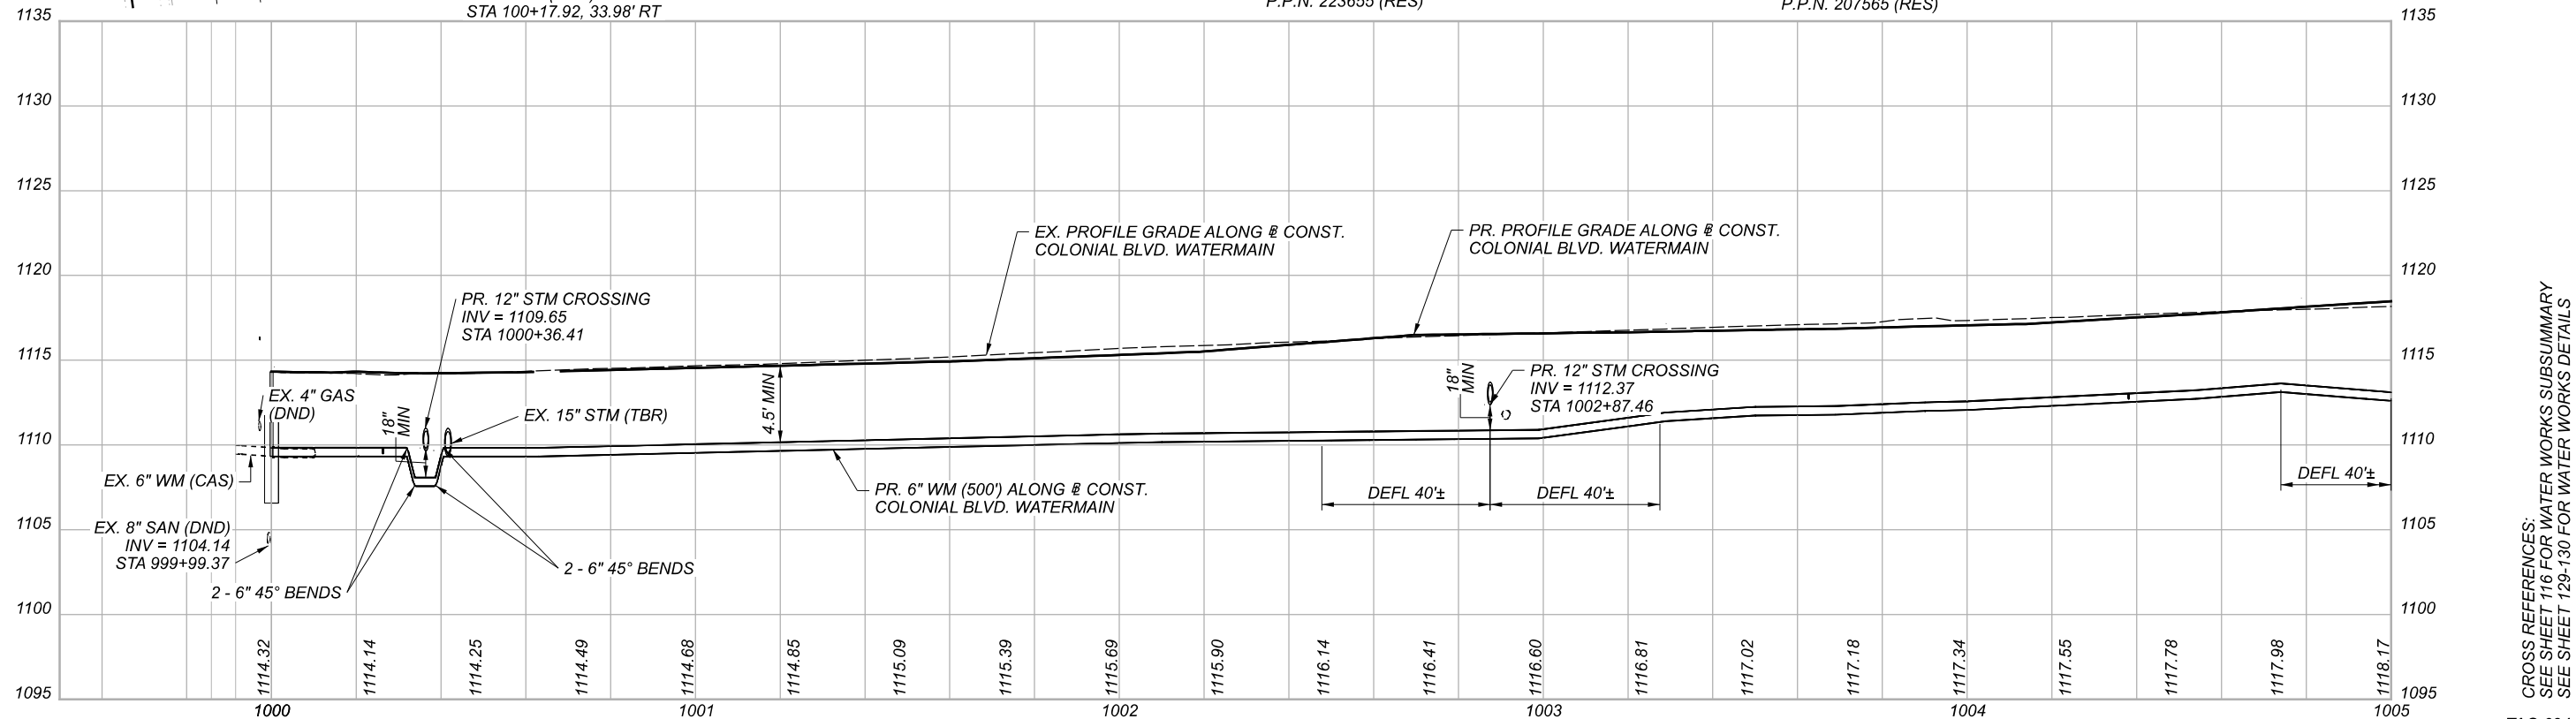 STA 100+17.92, 33.98' RT
P.P.N. 223655 (RES)
P.P.N. 207565 (RES)
1135
1135
1130
1130
1125
1125
1120
1120
1115
1115
1110
1110
1105
1105
1100
1100
1095
1095
EX. PROFILE GRADE ALONG ⅊ CONST.
COLONIAL BLVD. WATERMAIN
PR. PROFILE GRADE ALONG ⅊ CONST.
COLONIAL BLVD. WATERMAIN
PR. 12" STM CROSSING
INV = 1109.65
STA 1000+36.41
PR. 12" STM CROSSING
INV = 1112.37
STA 1002+87.46
EX. 4" GAS
(DND)
18"
MIN
EX. 15" STM (TBR)
4.5' MIN
18"
MIN
EX. 6" WM (CAS)
PR. 6" WM (500') ALONG ⅊ CONST.
COLONIAL BLVD. WATERMAIN
DEFL 40'±
DEFL 40'±
DEFL 40'±
EX. 8" SAN (DND)
INV = 1104.14
STA 999+99.37
2 - 6" 45° BENDS
2 - 6" 45° BENDS
1114.32
1114.14
1114.25
1114.49
1114.68
1114.85
1115.09
1115.39
1115.69
1115.90
1116.14
1116.41
1116.60
1116.81
1117.02
1117.18
1117.34
1117.55
1117.78
1117.98
1118.17
1000
1001
1002
1003
1004
1005
CROSS REFERENCES:
SEE SHEET 116 FOR WATER WORKS SUBSUMMARY
SEE SHEET 129-130 FOR WATER WORKS DETAILS